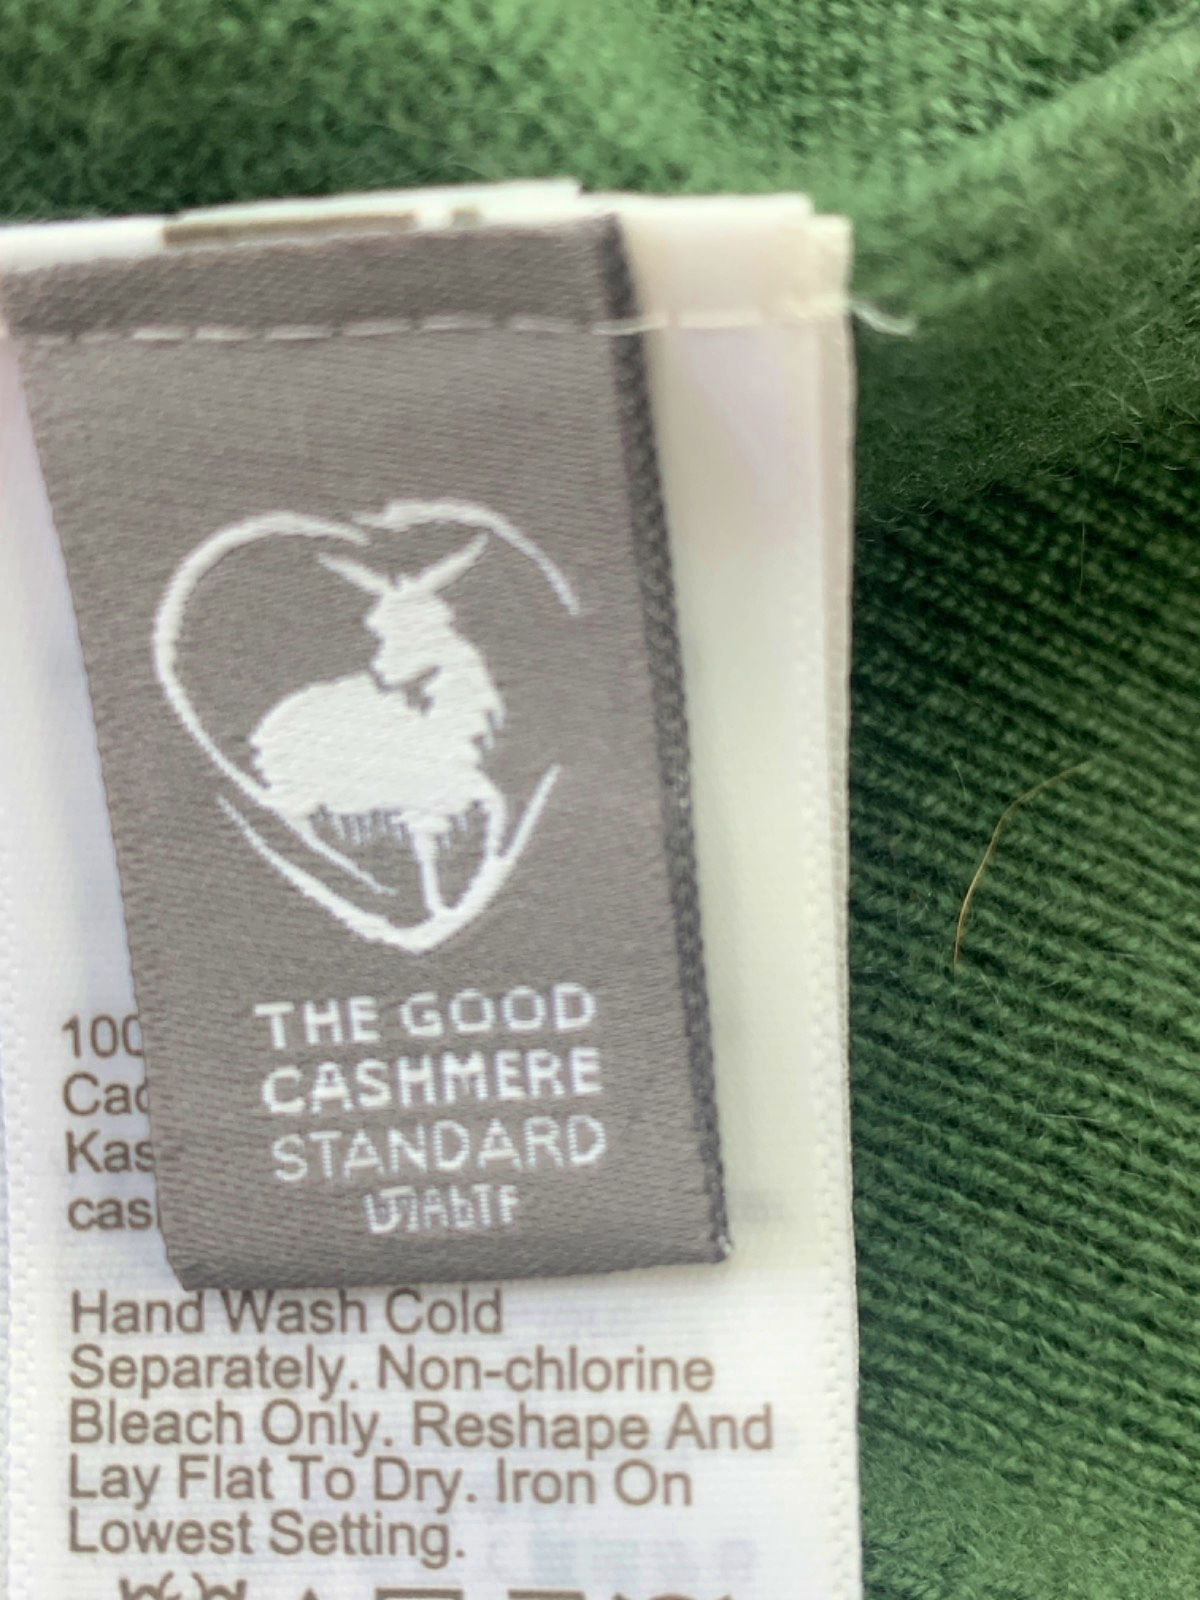 THE GOOD
CASHMERE
STANDARD
100
Hand Wash Cold
Separately. Non-chlorine
Bleach Only. Reshape And
Lay Flat To Dry. Iron On
Lowest Setting.